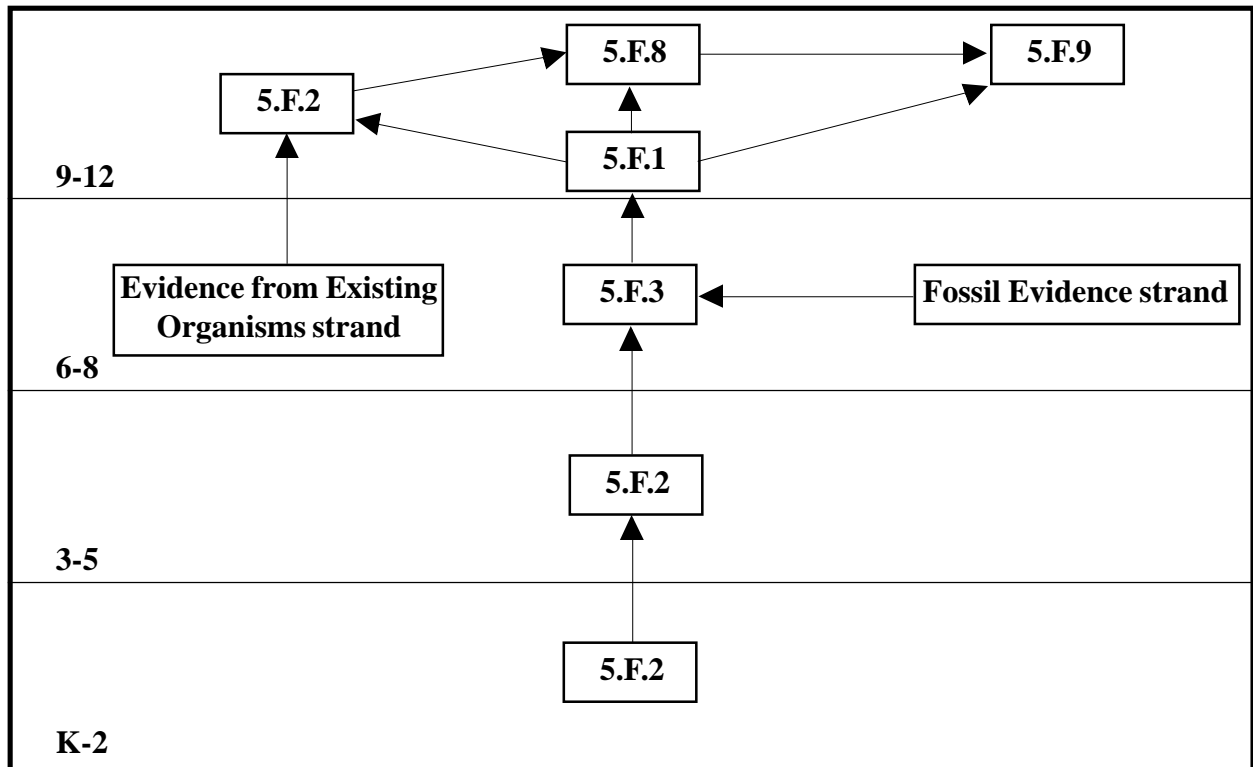 5.F.8
5.F.9
5.F.2
5.F.1
9-12
Evidence from Existing
Organisms strand
5.F.3
Fossil Evidence strand
6-8
5.F.2
3-5
5.F.2
K-2